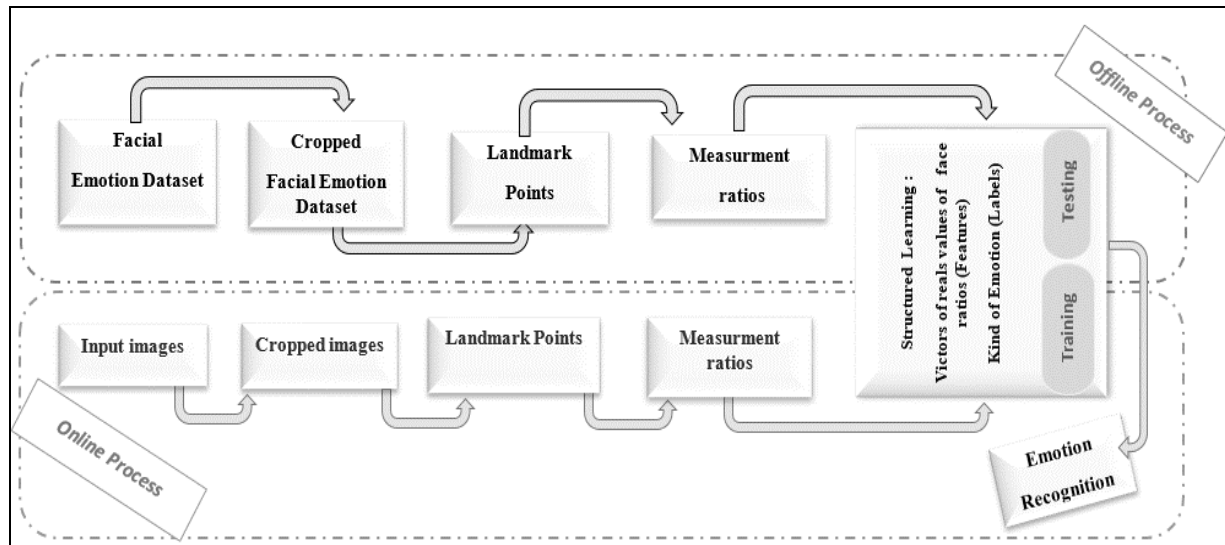 Offline Process
Facial
Emotion Dataset
Cropped
Facial Emotion
Dataset
Landmark
Points
Measurment
ratios
Structured Learning :
Victors of reals values of face
ratios (Features)
Kind of Emotion (Labels)
Testing
Training
Input images
Cropped images
Landmark Points
Measurment
ratios
Online Process
Emotion
Recognition